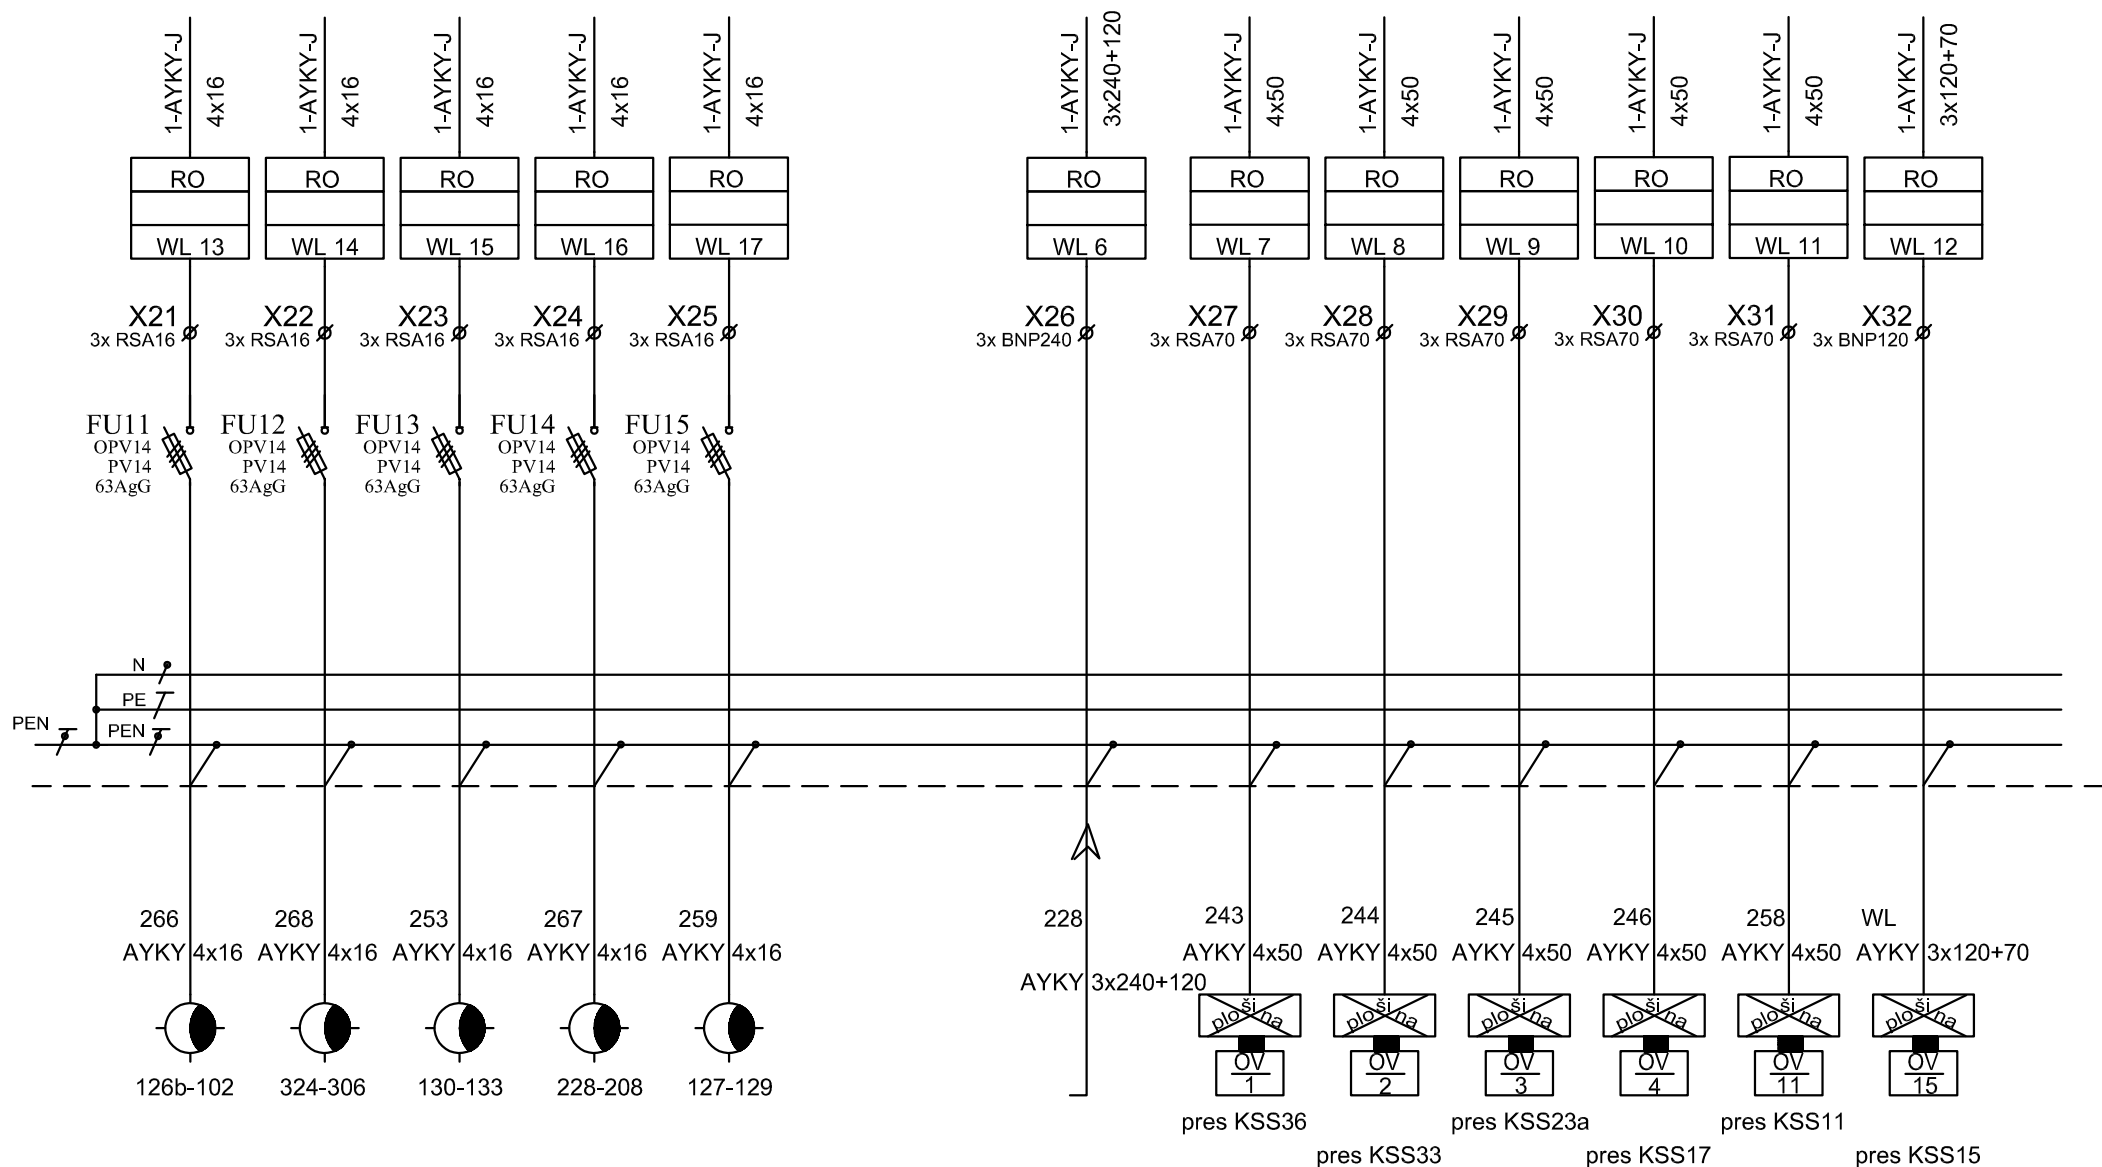 1-AYKY-J 4x16
1-AYKY-J 4x16
1-AYKY-J 4x16
1-AYKY-J 4x16
1-AYKY-J 4x16
1-AYKY-J 3x240+120
1-AYKY-J 4x50
1-AYKY-J 4x50
1-AYKY-J 4x50
1-AYKY-J 4x50
1-AYKY-J 4x50
1-AYKY-J 3x120+70
RO RO RO RO RO RO RO RO RO RO RO RO
WL 13 WL 14 WL 15 WL 16 WL 17 WL 6 WL 7 WL 8 WL 9 WL 10 WL 11 WL 12
X21 X22 X23 X24 X25 X26 X27 X28 X29 X30 X31 X32
3x RSA16 3x RSA16 3x RSA16 3x RSA16 3x RSA16 3x BNP240 3x RSA70 3x RSA70 3x RSA70 3x RSA70 3x RSA70 3x BNP120
FU11 FU12 FU13 FU14 FU15
OPV14 OPV14 OPV14 OPV14 OPV14
PV14 PV14 PV14 PV14 PV14
63AgG 63AgG 63AgG 63AgG 63AgG
N
PE
PEN PEN
266 268 253 267 259 228 243 244 245 246 258 WL
AYKY 4x16 AYKY 4x16 AYKY 4x16 AYKY 4x16 AYKY 4x16 AYKY 4x50 AYKY 4x50 AYKY 4x50 AYKY 4x50 AYKY 4x50 AYKY 3x120+70
AYKY 3x240+120
plošina plošina plošina plošina plošina plošina
OV OV OV OV OV OV
1 2 3 4 11 15
126b-102 324-306 130-133 228-208 127-129
pres KSS36 pres KSS23a pres KSS11
pres KSS33 pres KSS17 pres KSS15